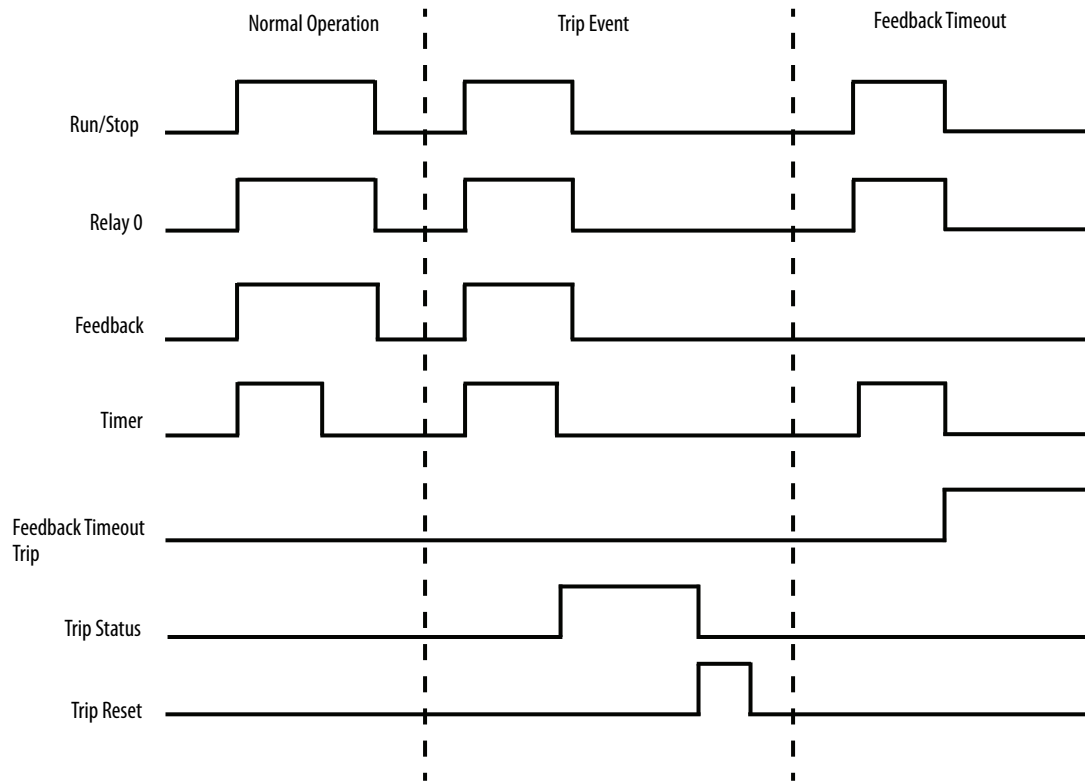 Normal Operation
Trip Event
Feedback Timeout
Run/Stop
Relay 0
Feedback
Timer
Feedback Timeout
Trip
Trip Status
Trip Reset